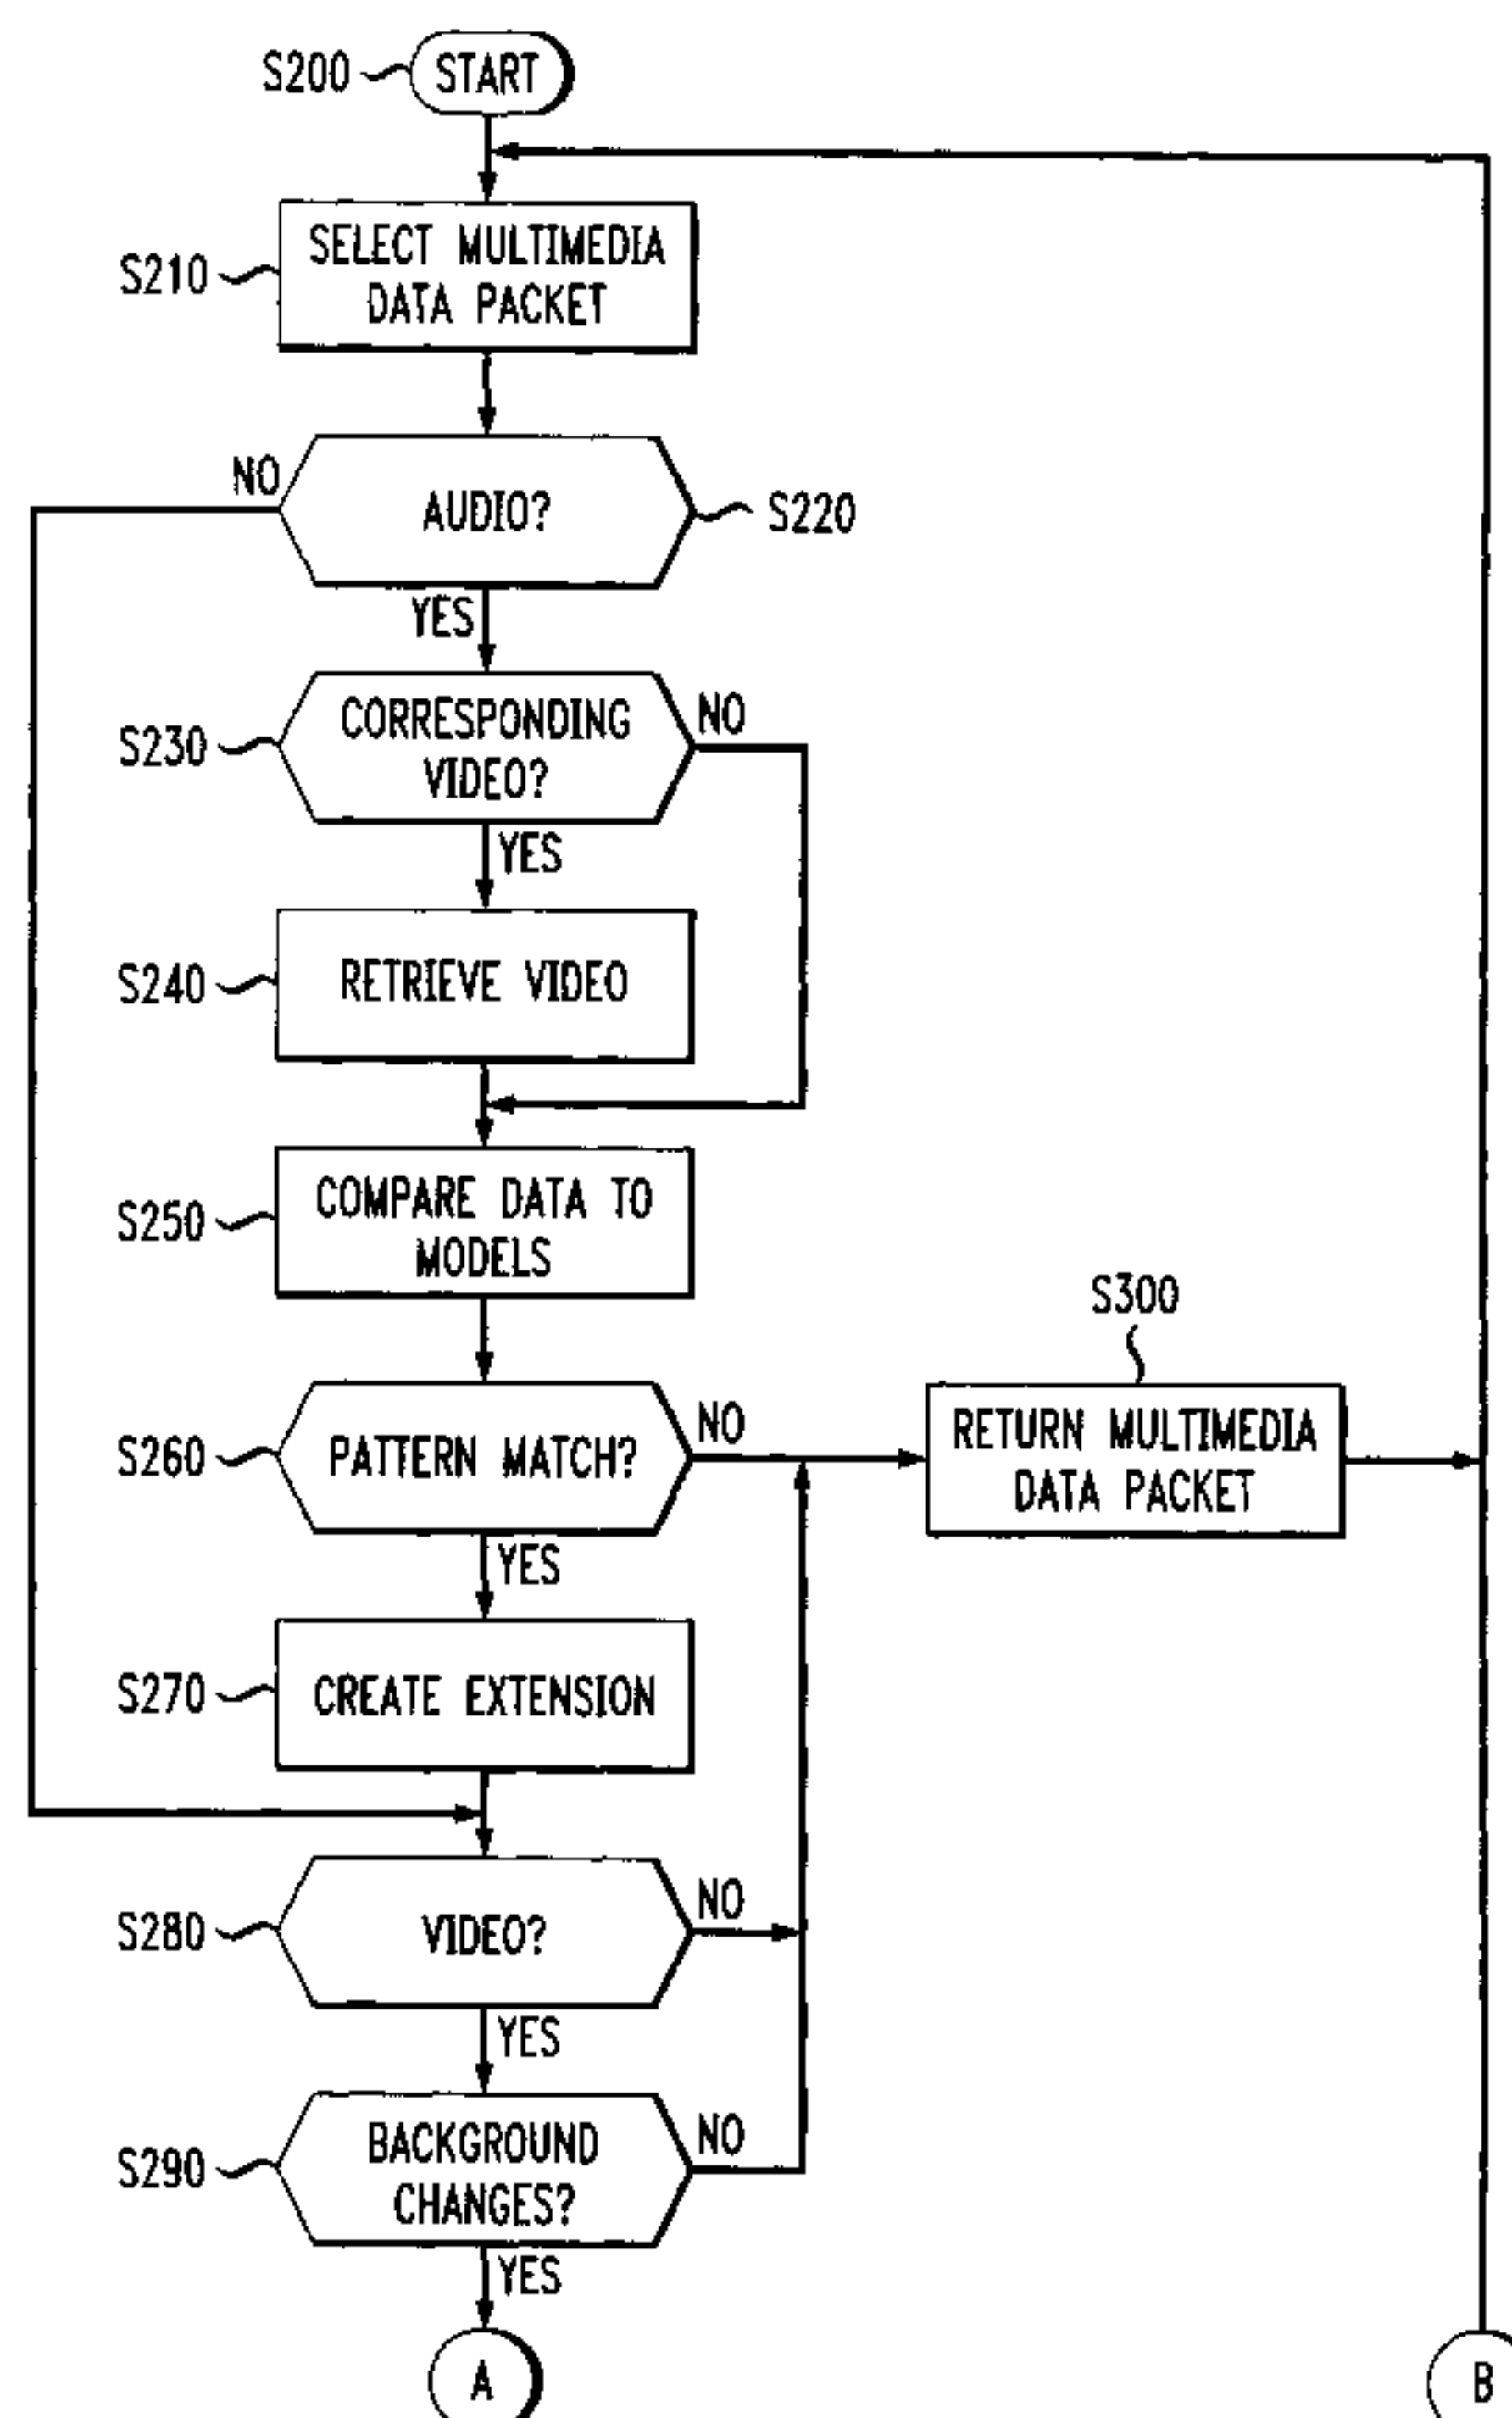 S200
START
S210
SELECT MULTIMEDIA
DATA PACKET
NO
AUDIO?
S220
YES
S230
CORRESPONDING
VIDEO?
NO
YES
S240
RETRIEVE VIDEO
S250
COMPARE DATA TO
MODELS
S300
S260
PATTERN MATCH?
NO
RETURN MULTIMEDIA
DATA PACKET
YES
S270
CREATE EXTENSION
S280
VIDEO?
NO
YES
S290
BACKGROUND
CHANGES?
NO
YES
A
B